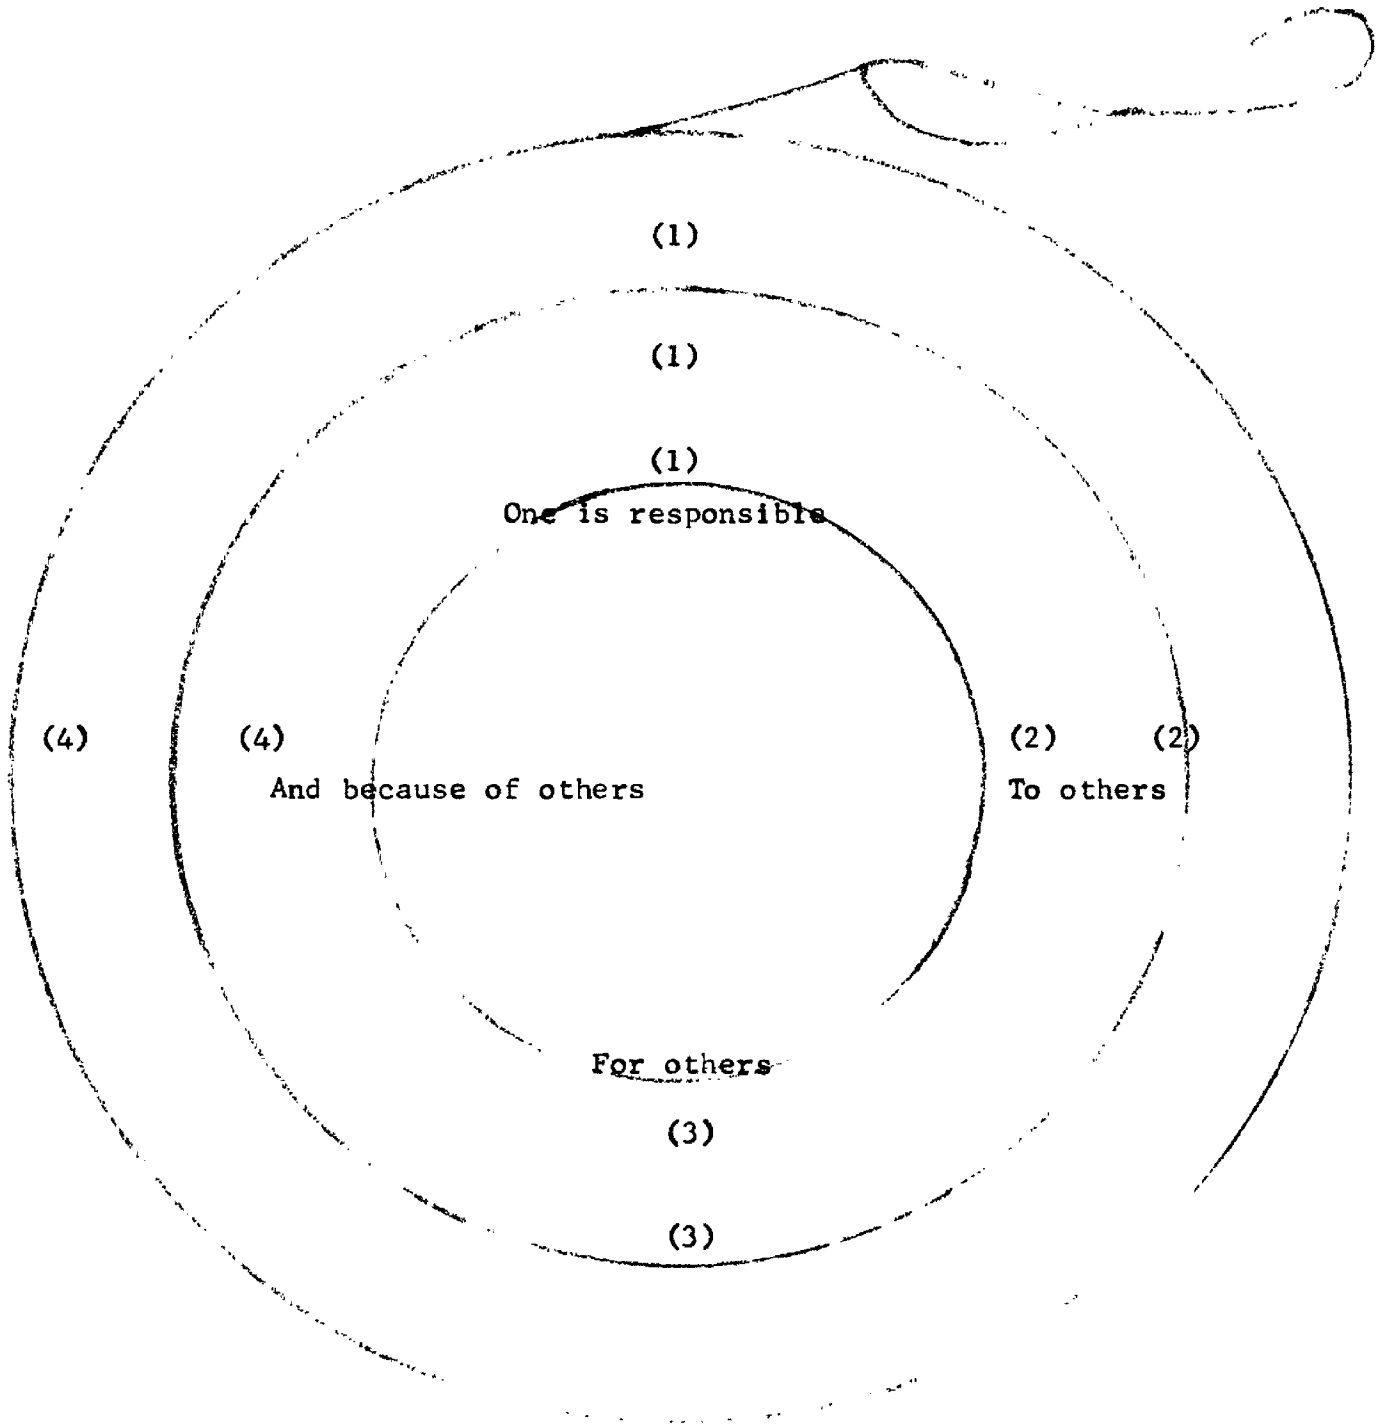 (1)
(1)
(1)
One is responsible
(4) (4) (2) (2)
And because of others To others
For others
(3)
(3)